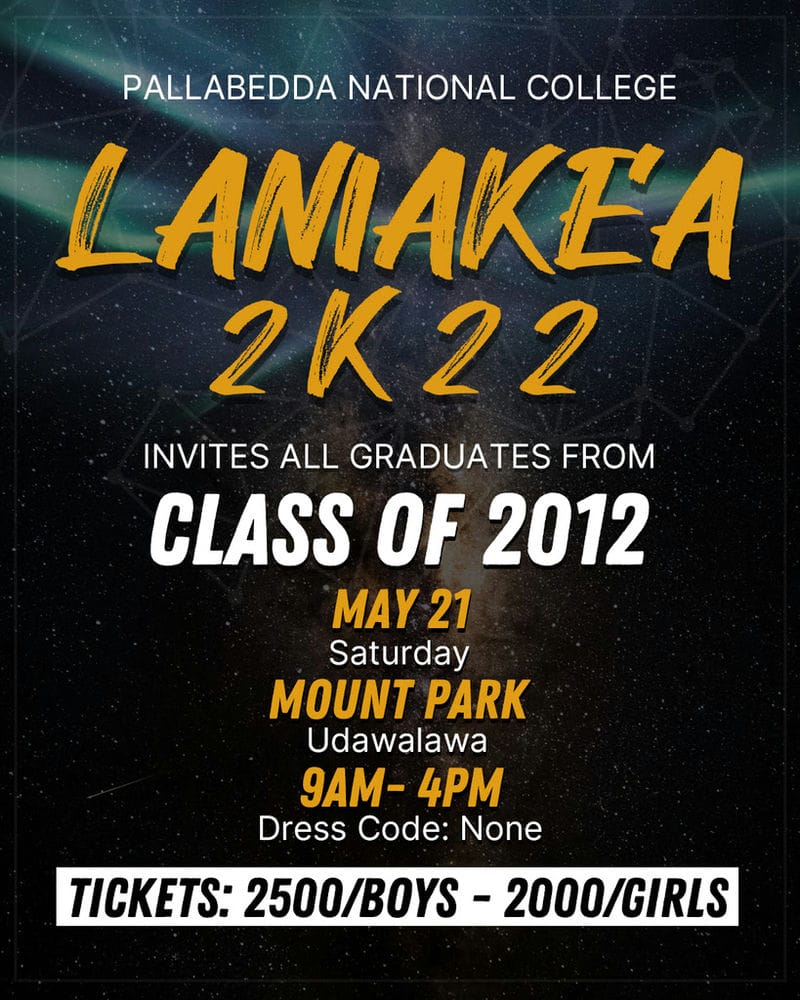 PALLABEDDA NATIONAL COLLEGE
LANIAKEA
2K22
INVITES ALL GRADUATES FROM
CLASS OF 2012
MAY 21
Saturday
MOUNT PARK
Udawalawa
9AM- 4PM
Dress Code: None
TICKETS: 2500/BOYS - 2000/GIRLS